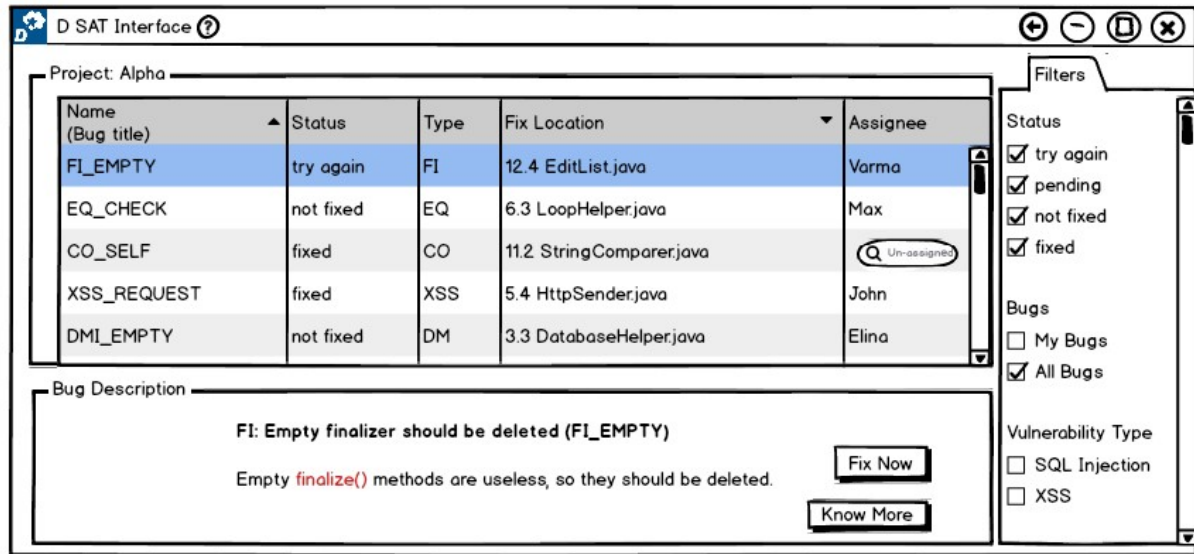 D D SAT Interface ?
Project: Alpha
Name (Bug title) Status Type Fix Location Assignee
FI_EMPTY try again FI 12.4 EditList.java Varma
EQ_CHECK not fixed EQ 6.3 LoopHelper.java Max
CO_SELF fixed CO 11.2 StringComparer.java Un-assigned
XSS_REQUEST fixed XSS 5.4 HttpSender.java John
DMI_EMPTY not fixed DM 3.3 DatabaseHelper.java Elina
Bug Description
FI: Empty finalizer should be deleted (FI_EMPTY)
Empty finalize() methods are useless, so they should be deleted.
Fix Now
Know More
Filters
Status
try again
pending
not fixed
fixed
Bugs
My Bugs
All Bugs
Vulnerability Type
SQL Injection
XSS